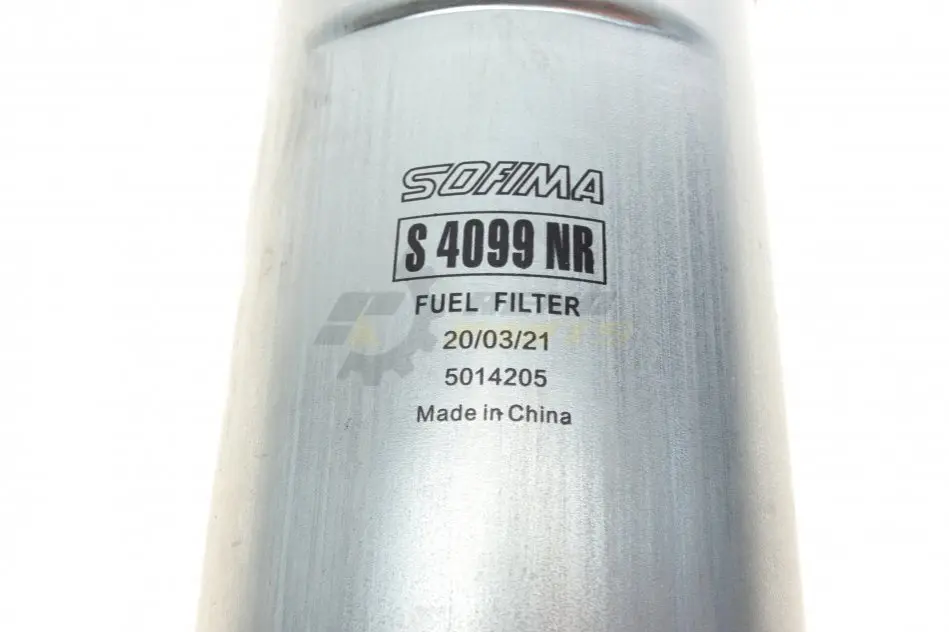 SOFIMA
S 4099 NR
FUEL FILTER
20/03/21
5014205
Made in China